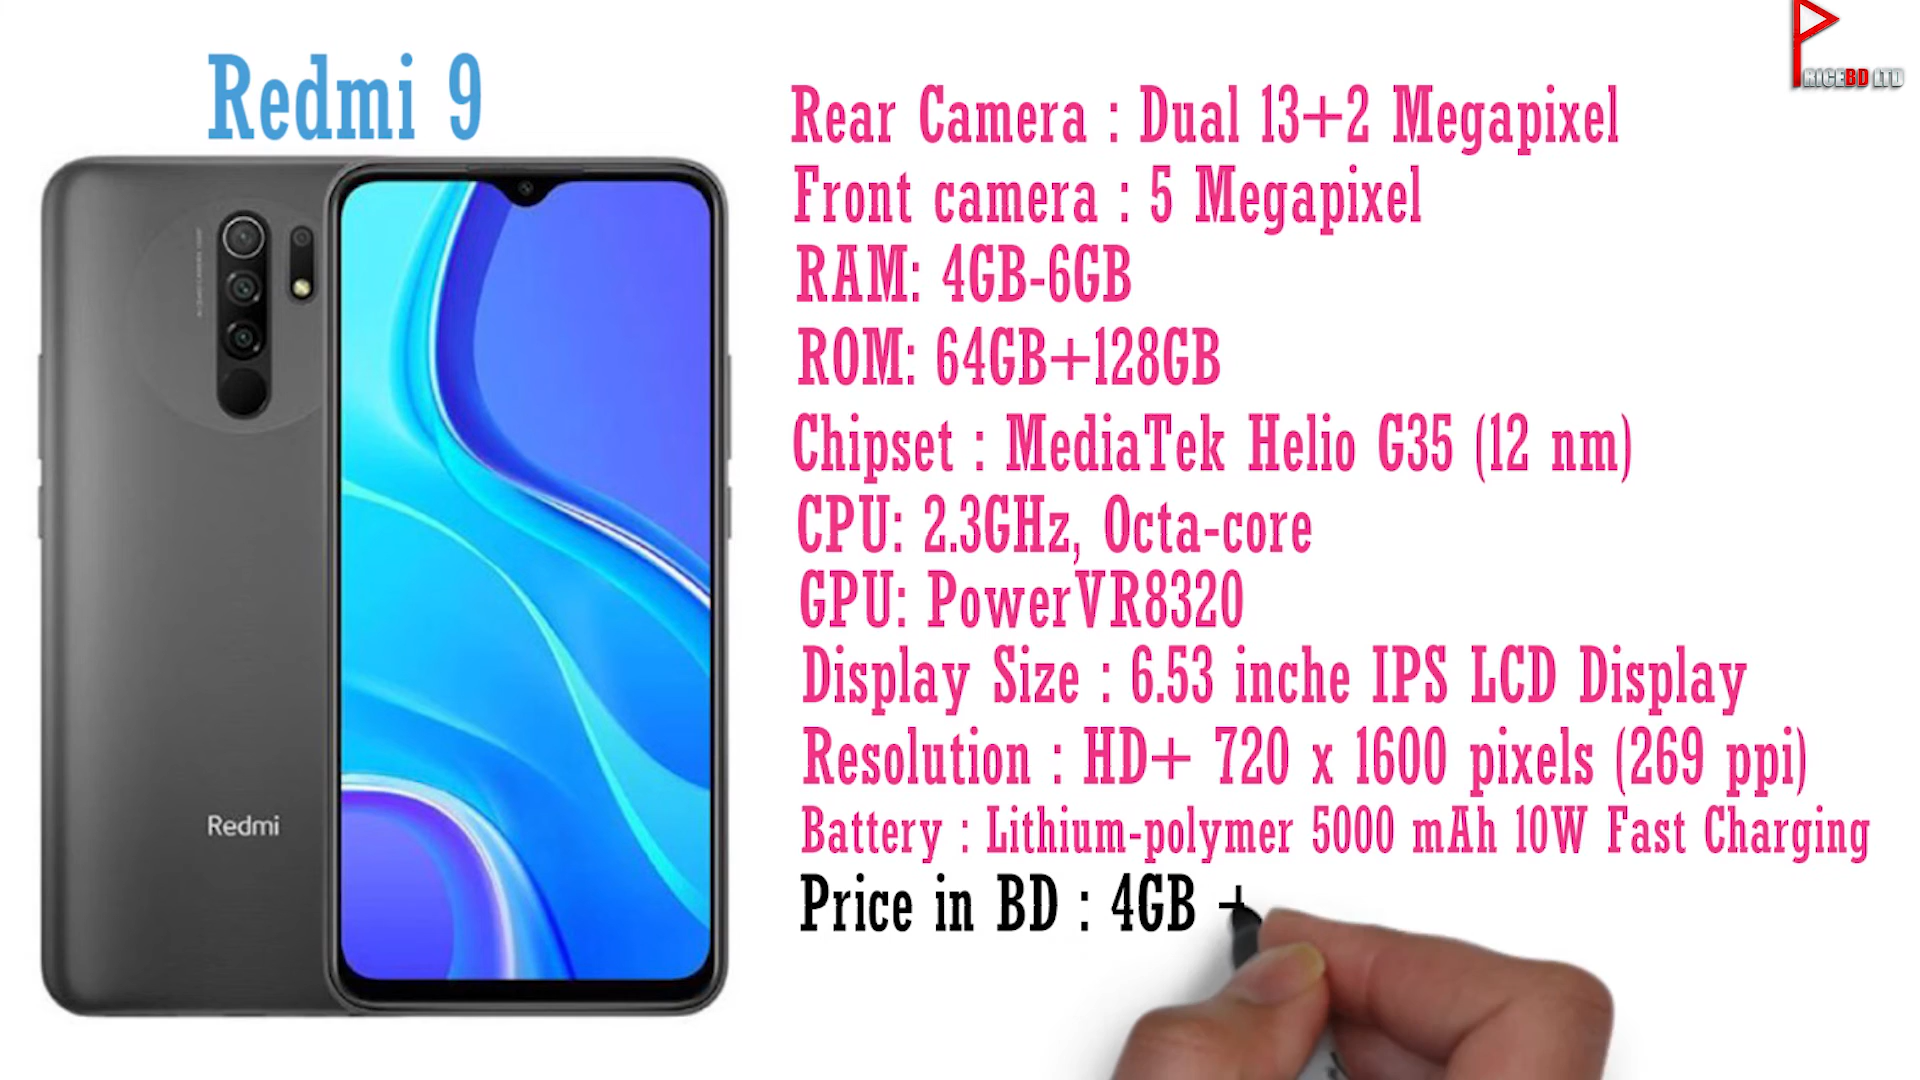 Redmi 9
PRICEBD LTD
Rear Camera : Dual 13+2 Megapixel
Front camera : 5 Megapixel
RAM: 4GB-6GB
ROM: 64GB+128GB
Chipset : MediaTek Helio G35 (12 nm)
CPU: 2.3GHz, Octa-core
GPU: PowerVR8320
Display Size : 6.53 inche IPS LCD Display
Resolution : HD+ 720 x 1600 pixels (269 ppi)
Battery : Lithium-polymer 5000 mAh 10W Fast Charging
Price in BD : 4GB +
Redmi